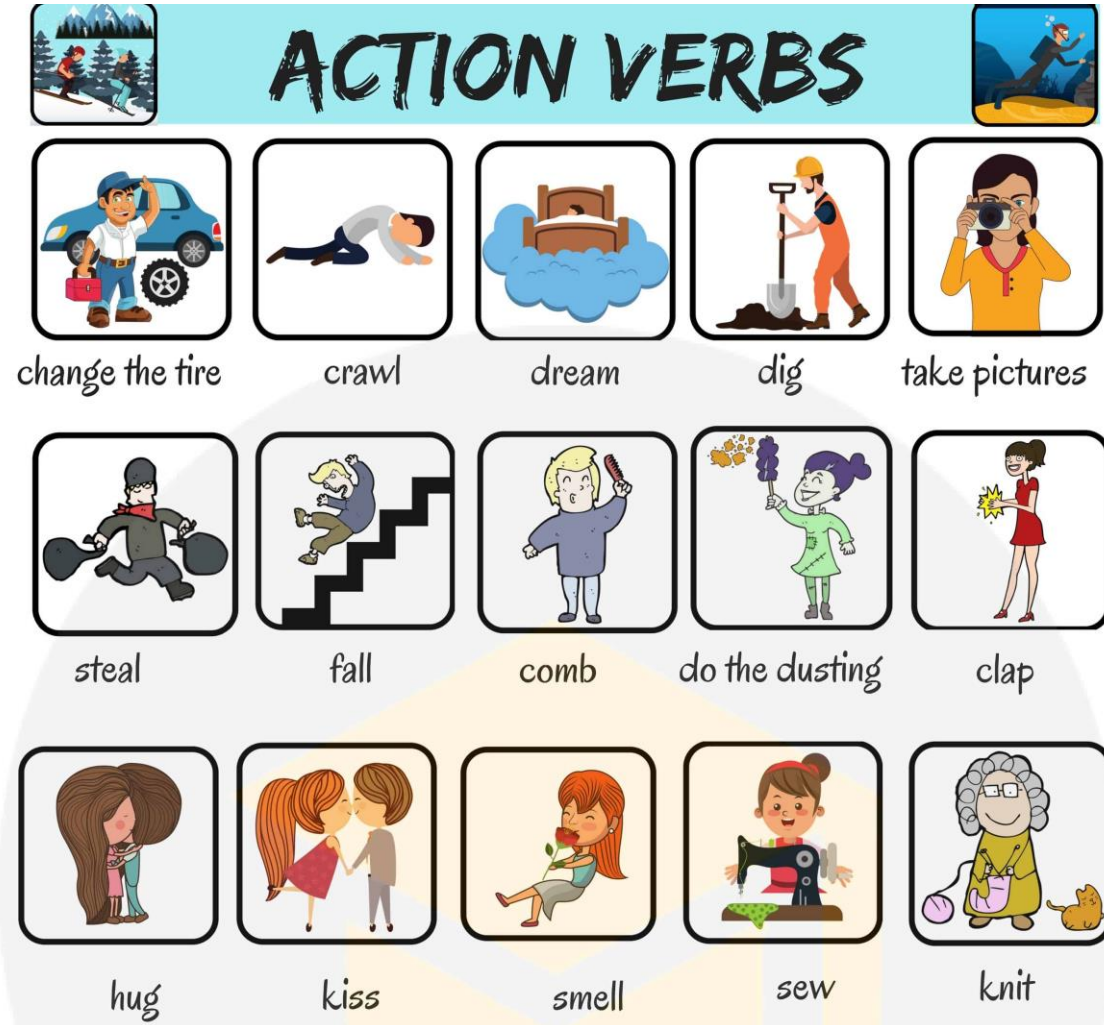 ACTION VERBS
change the tire crawl dream dig take pictures
steal fall comb do the dusting clap
hug kiss smell sew knit